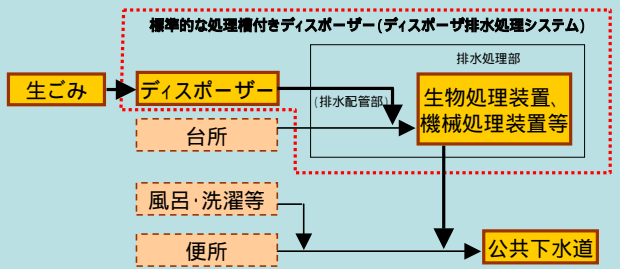 標準的な処理槽付きディスポーザー(ディスポーザ排水処理システム)
排水処理部
生ごみ
ディスポーザー
(排水配管部)
生物処理装置、
機械処理装置等
台所
風呂・洗濯等
便所
公共下水道